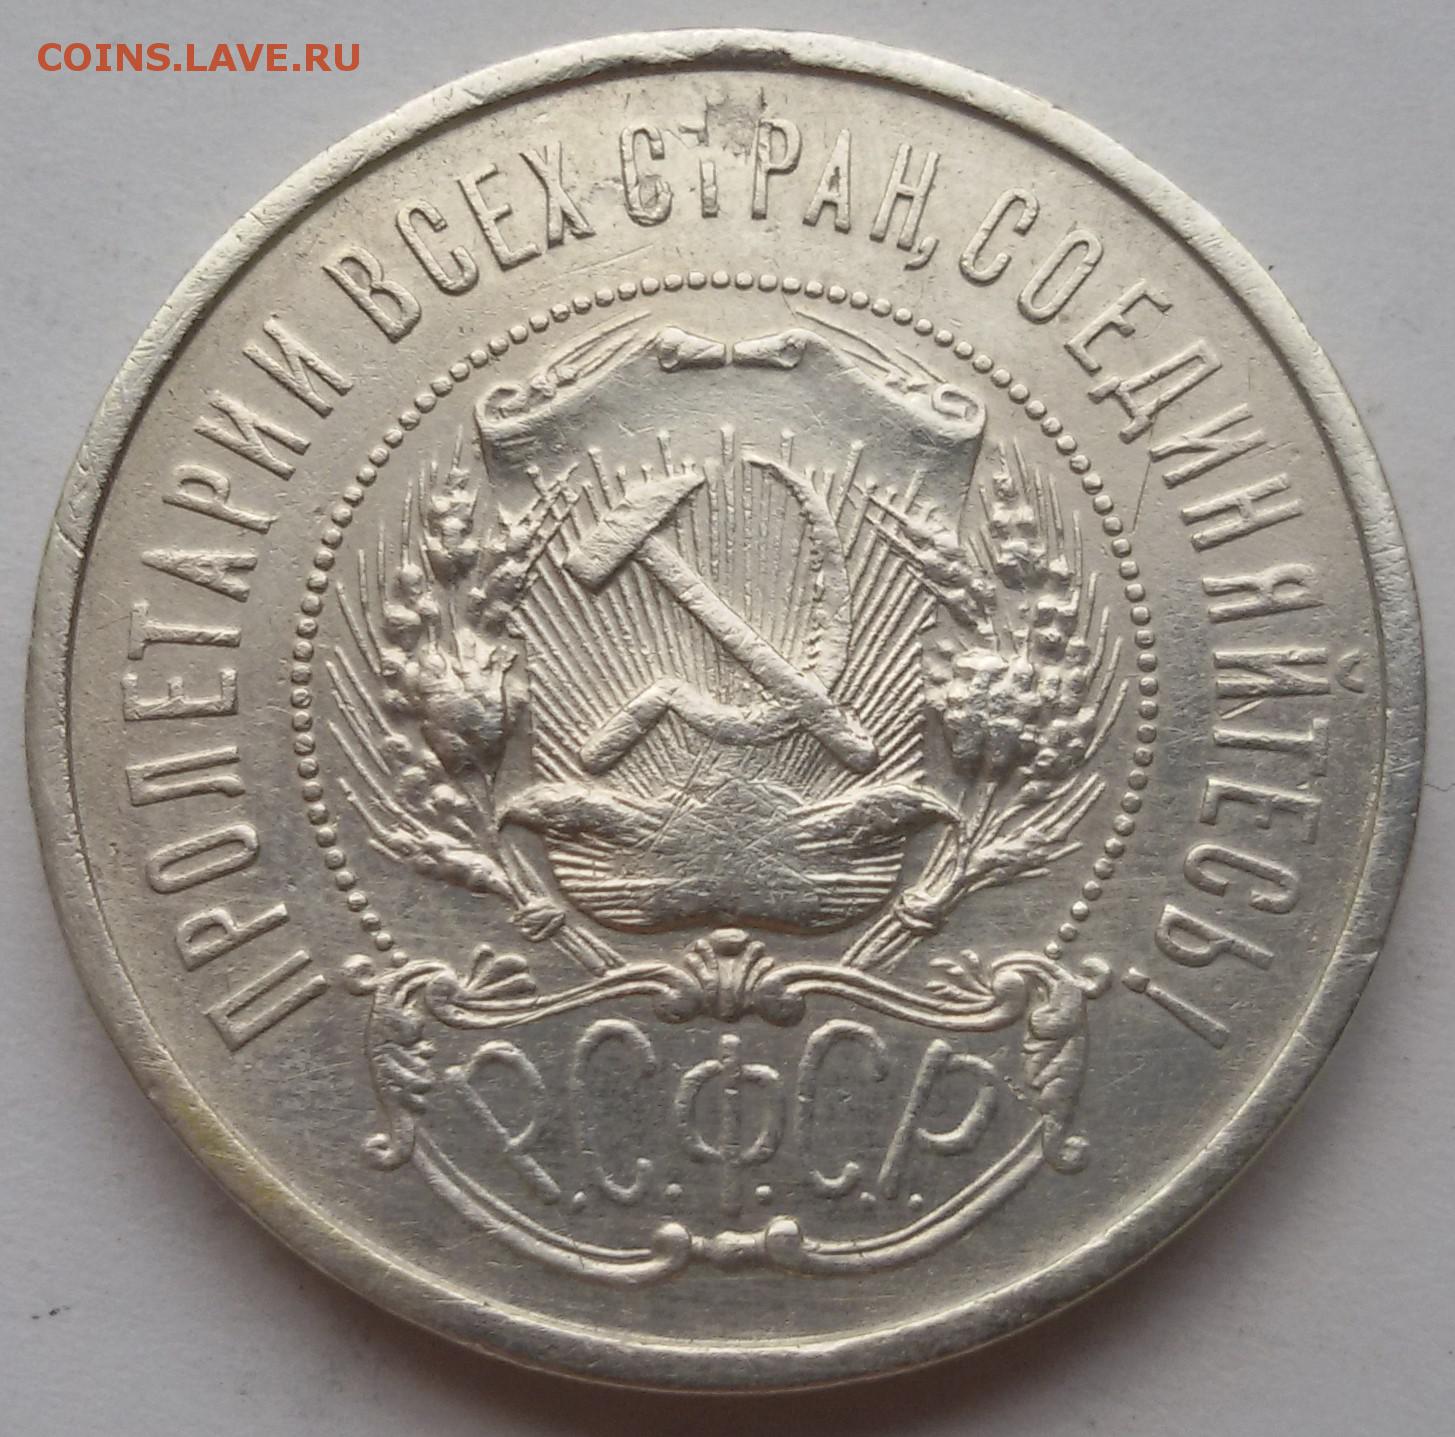 COINS.LAVE.RU
ПРОЛЕТАРИИ ВСЕХ СТРАН, СОЕДИНЯЙТЕСЬ!
Р.С.Ф.С.Р.